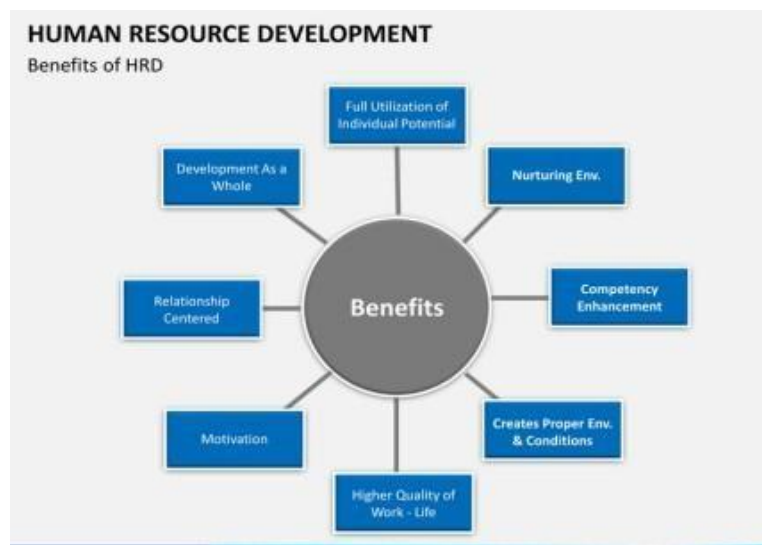 HUMAN RESOURCE DEVELOPMENT
Benefits of HRD
Full Utilization of
Individual Potential
Development As a
Whole
Nurturing Env.
Relationship
Centered
Benefits
Competency
Enhancement
Motivation
Creates Proper Env.
& Conditions
Higher Quality of
Work - Life